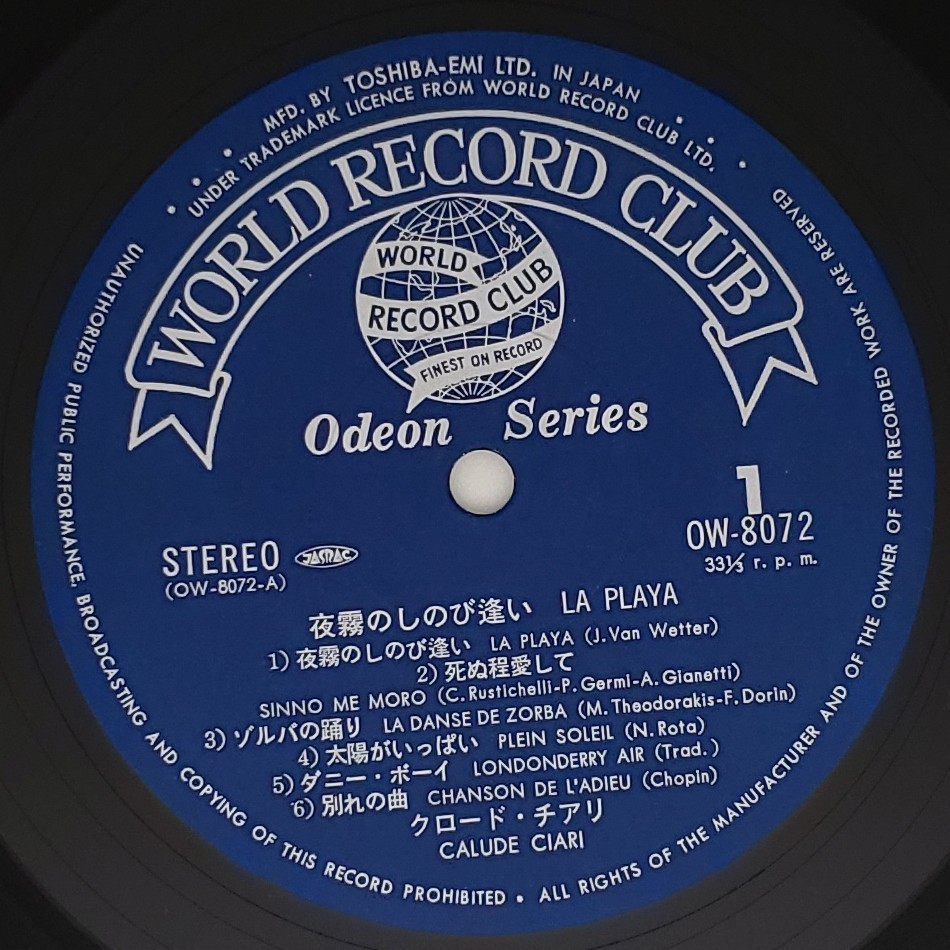 MFD. BY TOSHIBA-EMI LTD. IN JAPAN
UNDER TRADEMARK LICENCE FROM WORLD RECORD CLUB LTD.
WORLD RECORD CLUB
WORLD
RECORD CLUB
FINEST ON RECORD
Odeon Series
1
OW-8072
33⅓ r. p. m.
STEREO JASRAC
(OW-8072-A)
夜霧のしのび逢い LA PLAYA
1) 夜霧のしのび逢い LA PLAYA (J. Van Wetter)
2) 死ぬ程愛して
SINNO ME MORO (C. Rustichelli-P. Germi-A. Gianetti)
3) ゾルバの踊り LA DANSE DE ZORBA (M. Theodorakis-F. Dorin)
4) 太陽がいっぱい PLEIN SOLEIL (N. Rota)
5) ダニー・ボーイ LONDONDERRY AIR (Trad.)
6) 別れの曲 CHANSON DE L'ADIEU (Chopin)
クロード・チアリ
CALUDE CIARI
UNAUTHORIZED PUBLIC PERFORMANCE, BROADCASTING AND COPYING OF THIS RECORD PROHIBITED • ALL RIGHTS OF THE MANUFACTURER AND OF THE OWNER OF THE RECORDED WORK ARE RESERVED